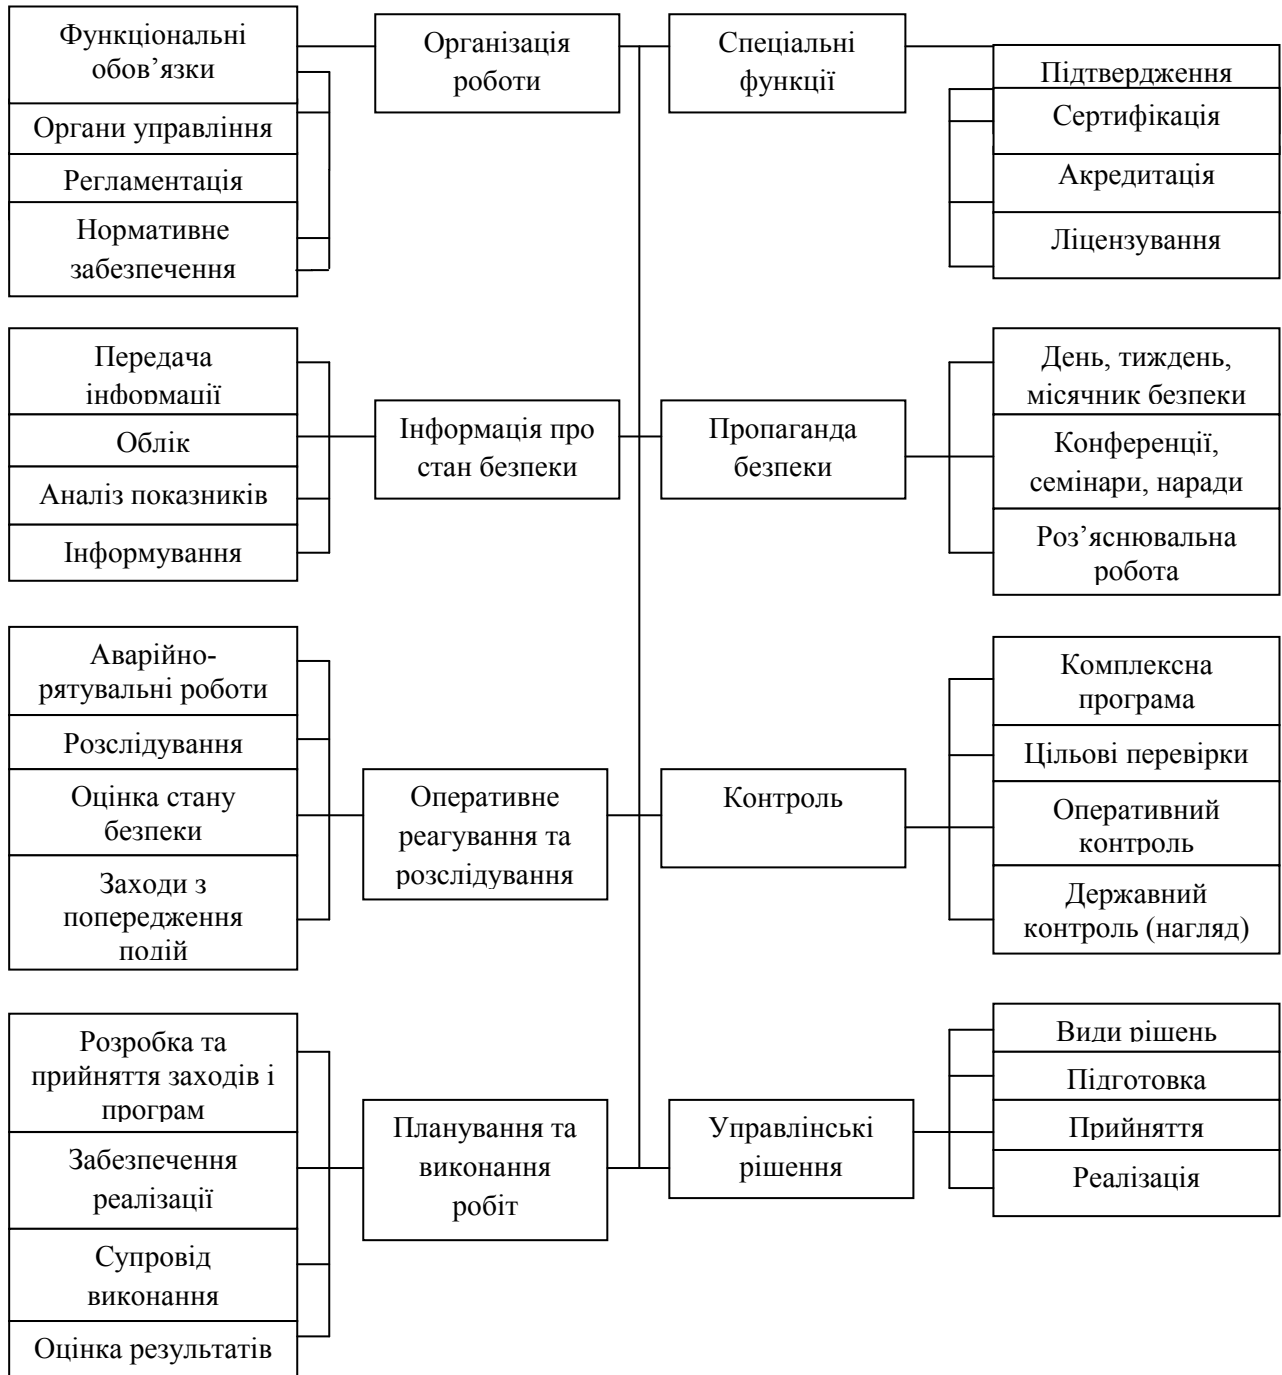 Функціональні
обов’язки
Органи управління
Регламентація
Нормативне
забезпечення
Організація
роботи
Спеціальні
функції
Підтвердження
Сертифікація
Акредитація
Ліцензування
Передача
інформації
Облік
Аналіз показників
Інформування
Інформація про
стан безпеки
Пропаганда
безпеки
День, тиждень,
місячник безпеки
Конференції,
семінари, наради
Роз’яснювальна
робота
Аварійно-
рятувальні роботи
Розслідування
Оцінка стану
безпеки
Заходи з
попередження
подій
Оперативне
реагування та
розслідування
Контроль
Комплексна
програма
Цільові перевірки
Оперативний
контроль
Державний
контроль (нагляд)
Розробка та
прийняття заходів і
програм
Забезпечення
реалізації
Супровід
виконання
Оцінка результатів
Планування та
виконання
робіт
Управлінські
рішення
Види рішень
Підготовка
Прийняття
Реалізація